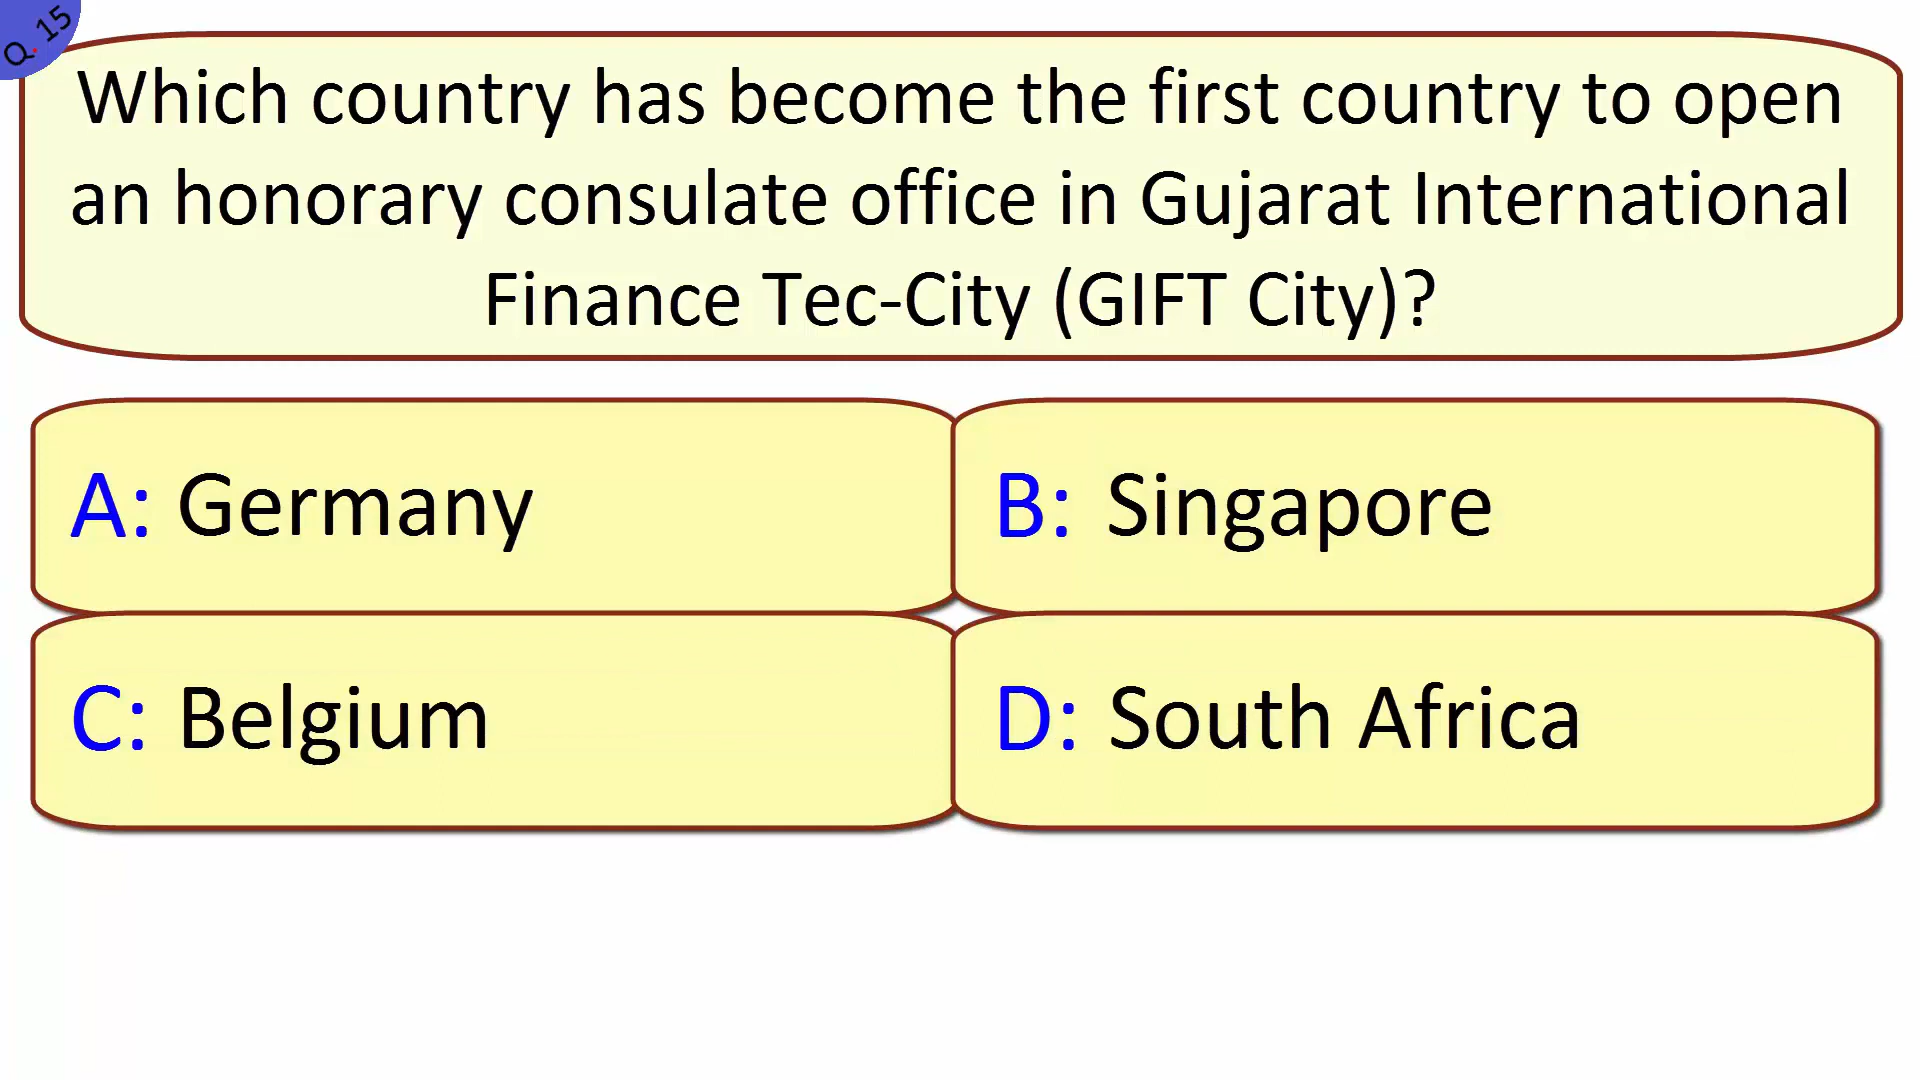 Q. 15
Which country has become the first country to open
an honorary consulate office in Gujarat International
Finance Tec-City (GIFT City)?
A: Germany
B: Singapore
C: Belgium
D: South Africa